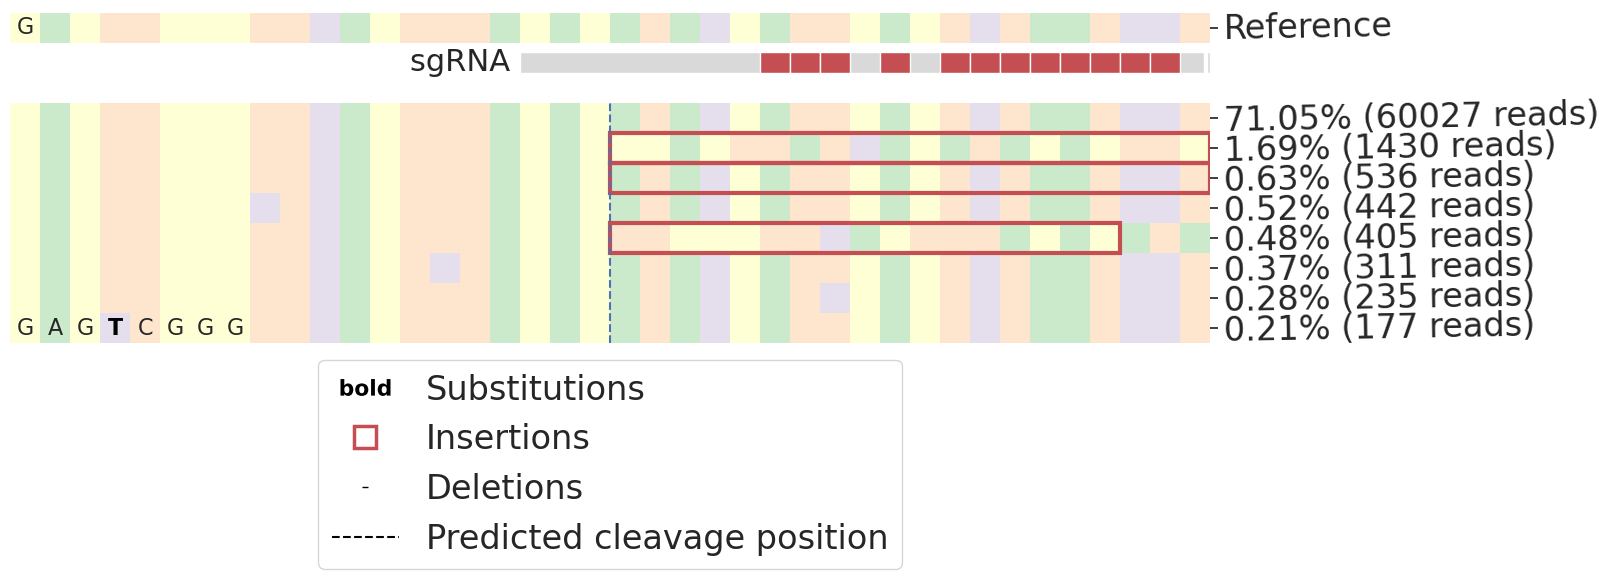 G Reference
sgRNA
71.05% (60027 reads)
1.69% (1430 reads)
0.63% (536 reads)
0.52% (442 reads)
0.48% (405 reads)
0.37% (311 reads)
0.28% (235 reads)
G A G T C G G G 0.21% (177 reads)
bold Substitutions
Insertions
- Deletions
Predicted cleavage position